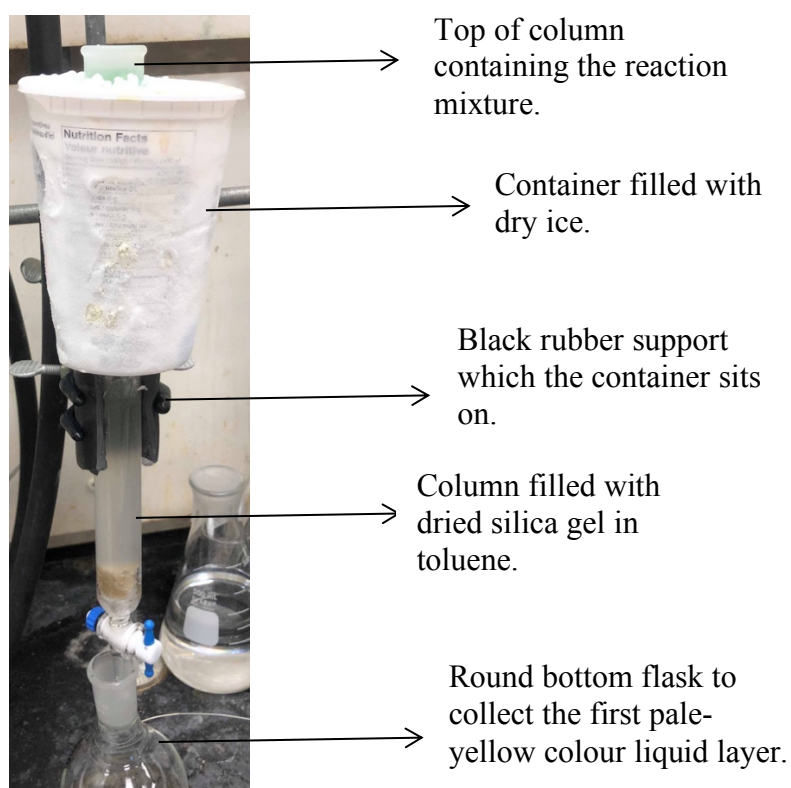 Top of column
containing the reaction
mixture.
Nutrition Facts
Valeur nutritive
Container filled with
dry ice.
Black rubber support
which the container sits
on.
Column filled with
dried silica gel in
toluene.
Round bottom flask to
collect the first pale-
yellow colour liquid layer.